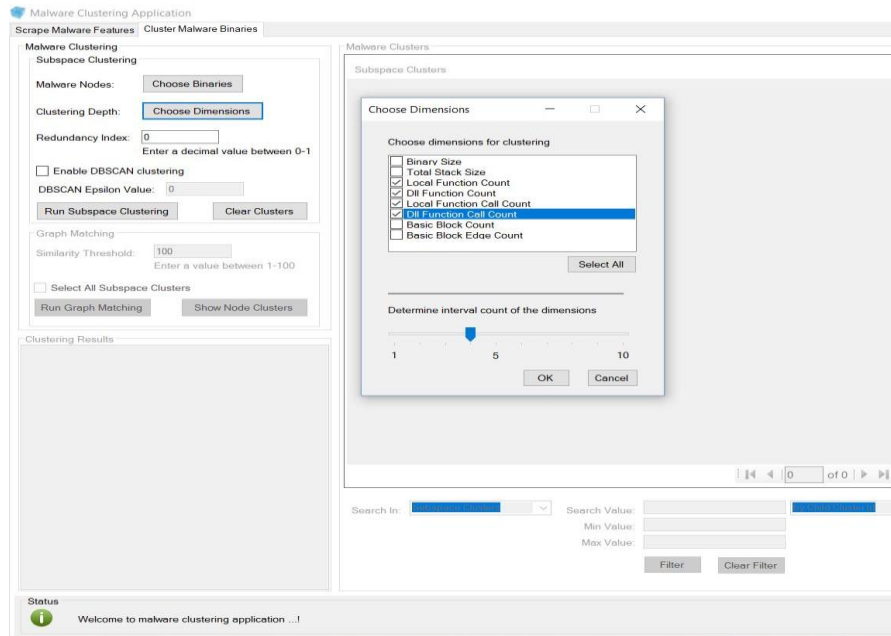 Malware Clustering Application
Scrape Malware Features
Cluster Malware Binaries
Malware Clustering
Subspace Clustering
Malware Nodes:
Choose Binaries
Clustering Depth:
Choose Dimensions
Redundancy Index:
0
Enter a decimal value between 0-1
Enable DBSCAN clustering
DBSCAN Epsilon Value:
0
Run Subspace Clustering
Clear Clusters
Graph Matching
Similarity Threshold:
100
Enter a value between 1-100
Select All Subspace Clusters
Run Graph Matching
Show Node Clusters
Clustering Results
Malware Clusters
Subspace Clusters
Choose Dimensions
Choose dimensions for clustering
Binary Size
Total Stack Size
Local Function Count
Dll Function Count
Local Function Call Count
Dll Function Call Count
Basic Block Count
Basic Block Edge Count
Select All
Determine interval count of the dimensions
1
5
10
OK
Cancel
0
of 0
Search In:
Subspace Clusters
Search Value:
Min Value:
Max Value:
Filter
Clear Filter
Status
Welcome to malware clustering application ...!